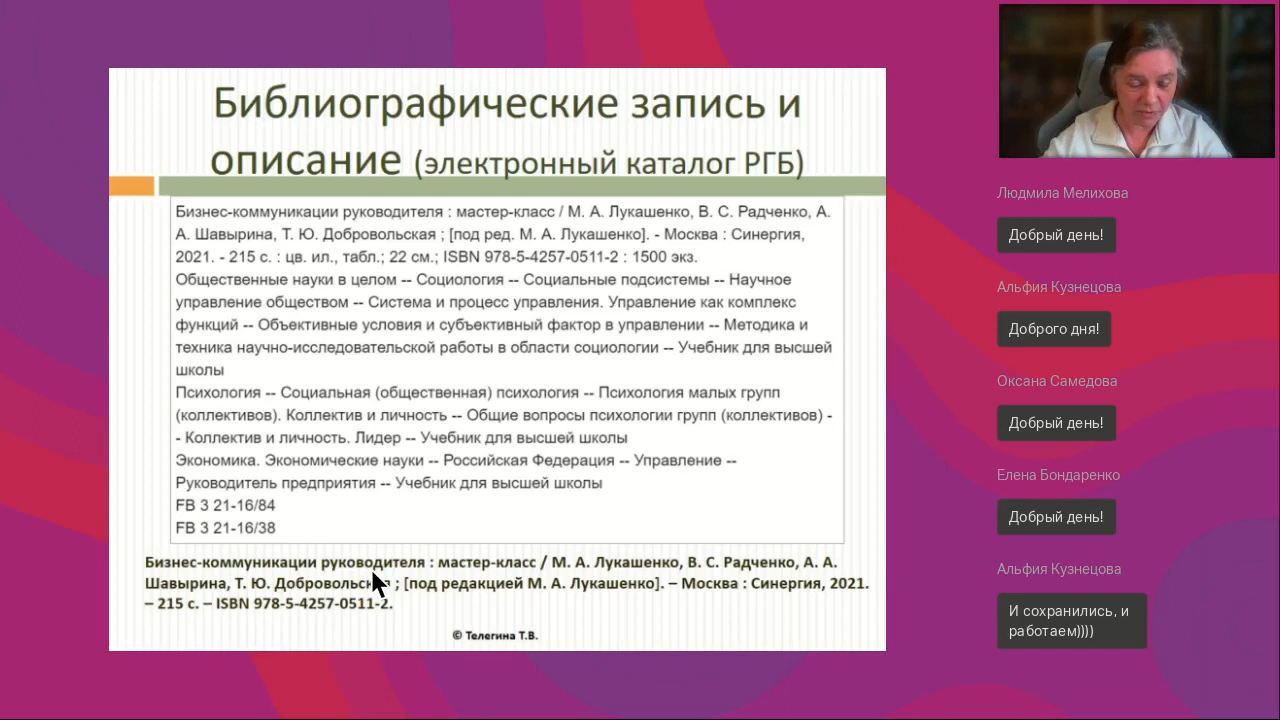 Библиографические запись и
описание (электронный каталог РГБ)
Бизнес-коммуникации руководителя : мастер-класс / М. А. Лукашенко, В. С. Радченко, А.
А. Шавырина, Т. Ю. Добровольская ; [под ред. М. А. Лукашенко]. - Москва : Синергия,
2021. - 215 с. : цв. ил., табл.; 22 см.; ISBN 978-5-4257-0511-2 : 1500 экз.
Общественные науки в целом -- Социология -- Социальные подсистемы -- Научное
управление обществом -- Система и процесс управления. Управление как комплекс
функций -- Объективные условия и субъективный фактор в управлении -- Методика и
техника научно-исследовательской работы в области социологии -- Учебник для высшей
школы
Психология -- Социальная (общественная) психология -- Психология малых групп
(коллективов). Коллектив и личность -- Общие вопросы психологии групп (коллективов) -
- Коллектив и личность. Лидер -- Учебник для высшей школы
Экономика. Экономические науки -- Российская Федерация -- Управление --
Руководитель предприятия -- Учебник для высшей школы
FB 3 21-16/84
FB 3 21-16/38
Бизнес-коммуникации руководителя : мастер-класс / М. А. Лукашенко, В. С. Радченко, А. А.
Шавырина, Т. Ю. Добровольская ; [под редакцией М. А. Лукашенко]. – Москва : Синергия, 2021.
– 215 с. – ISBN 978-5-4257-0511-2.
© Телегина Т.В.
Людмила Мелихова
Добрый день!
Альфия Кузнецова
Доброго дня!
Оксана Самедова
Добрый день!
Елена Бондаренко
Добрый день!
Альфия Кузнецова
И сохранились, и
работаем))))